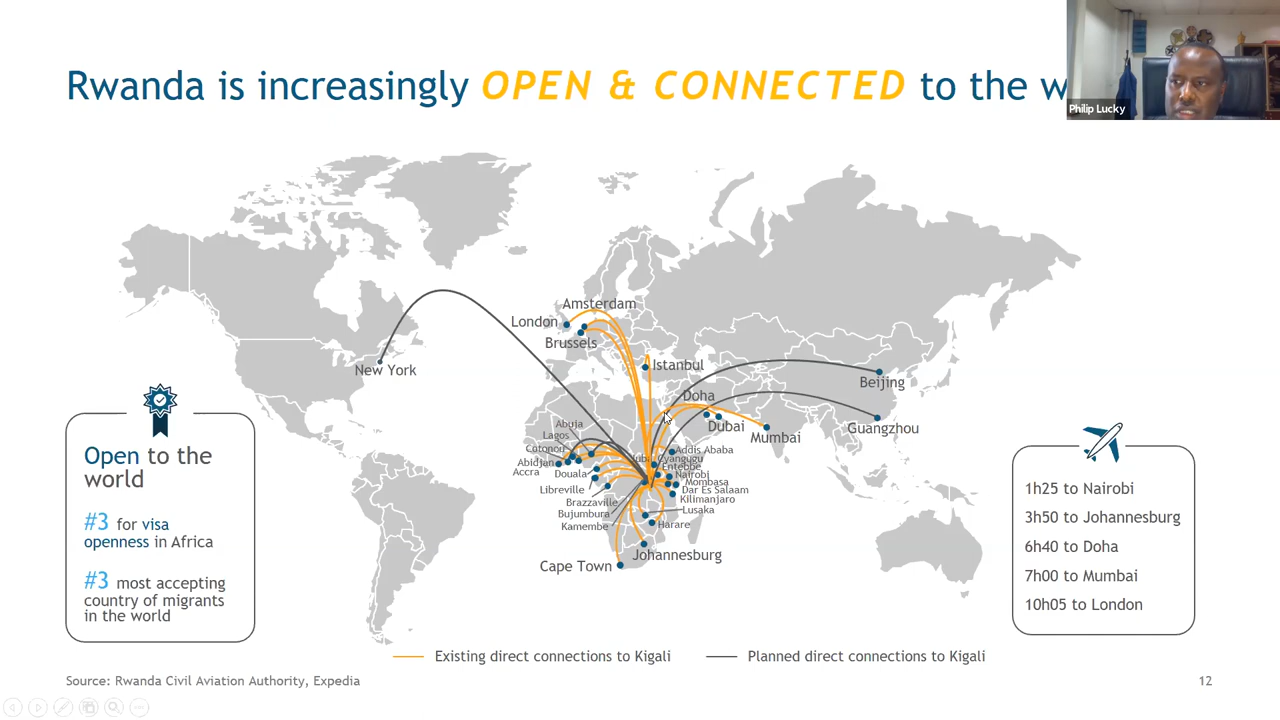 Rwanda is increasingly OPEN & CONNECTED to the w
Philip Lucky
Amsterdam
London
Brussels
Istanbul
New York
Beijing
Doha
Guangzhou
Dubai
Mumbai
Abuja
Lagos
Cotonou
Abidjan
Accra
Douala
Libreville
Brazzaville
Bujumbura
Kamembe
Addis Ababa
Cyangugu
Entebbe
Nairobi
Mombasa
Dar Es Salaam
Kilimanjaro
Lusaka
Harare
Johannesburg
Cape Town
Open to the
world
#3 for visa
openness in Africa
#3 most accepting
country of migrants
in the world
1h25 to Nairobi
3h50 to Johannesburg
6h40 to Doha
7h00 to Mumbai
10h05 to London
Existing direct connections to Kigali
Planned direct connections to Kigali
Source: Rwanda Civil Aviation Authority, Expedia
12